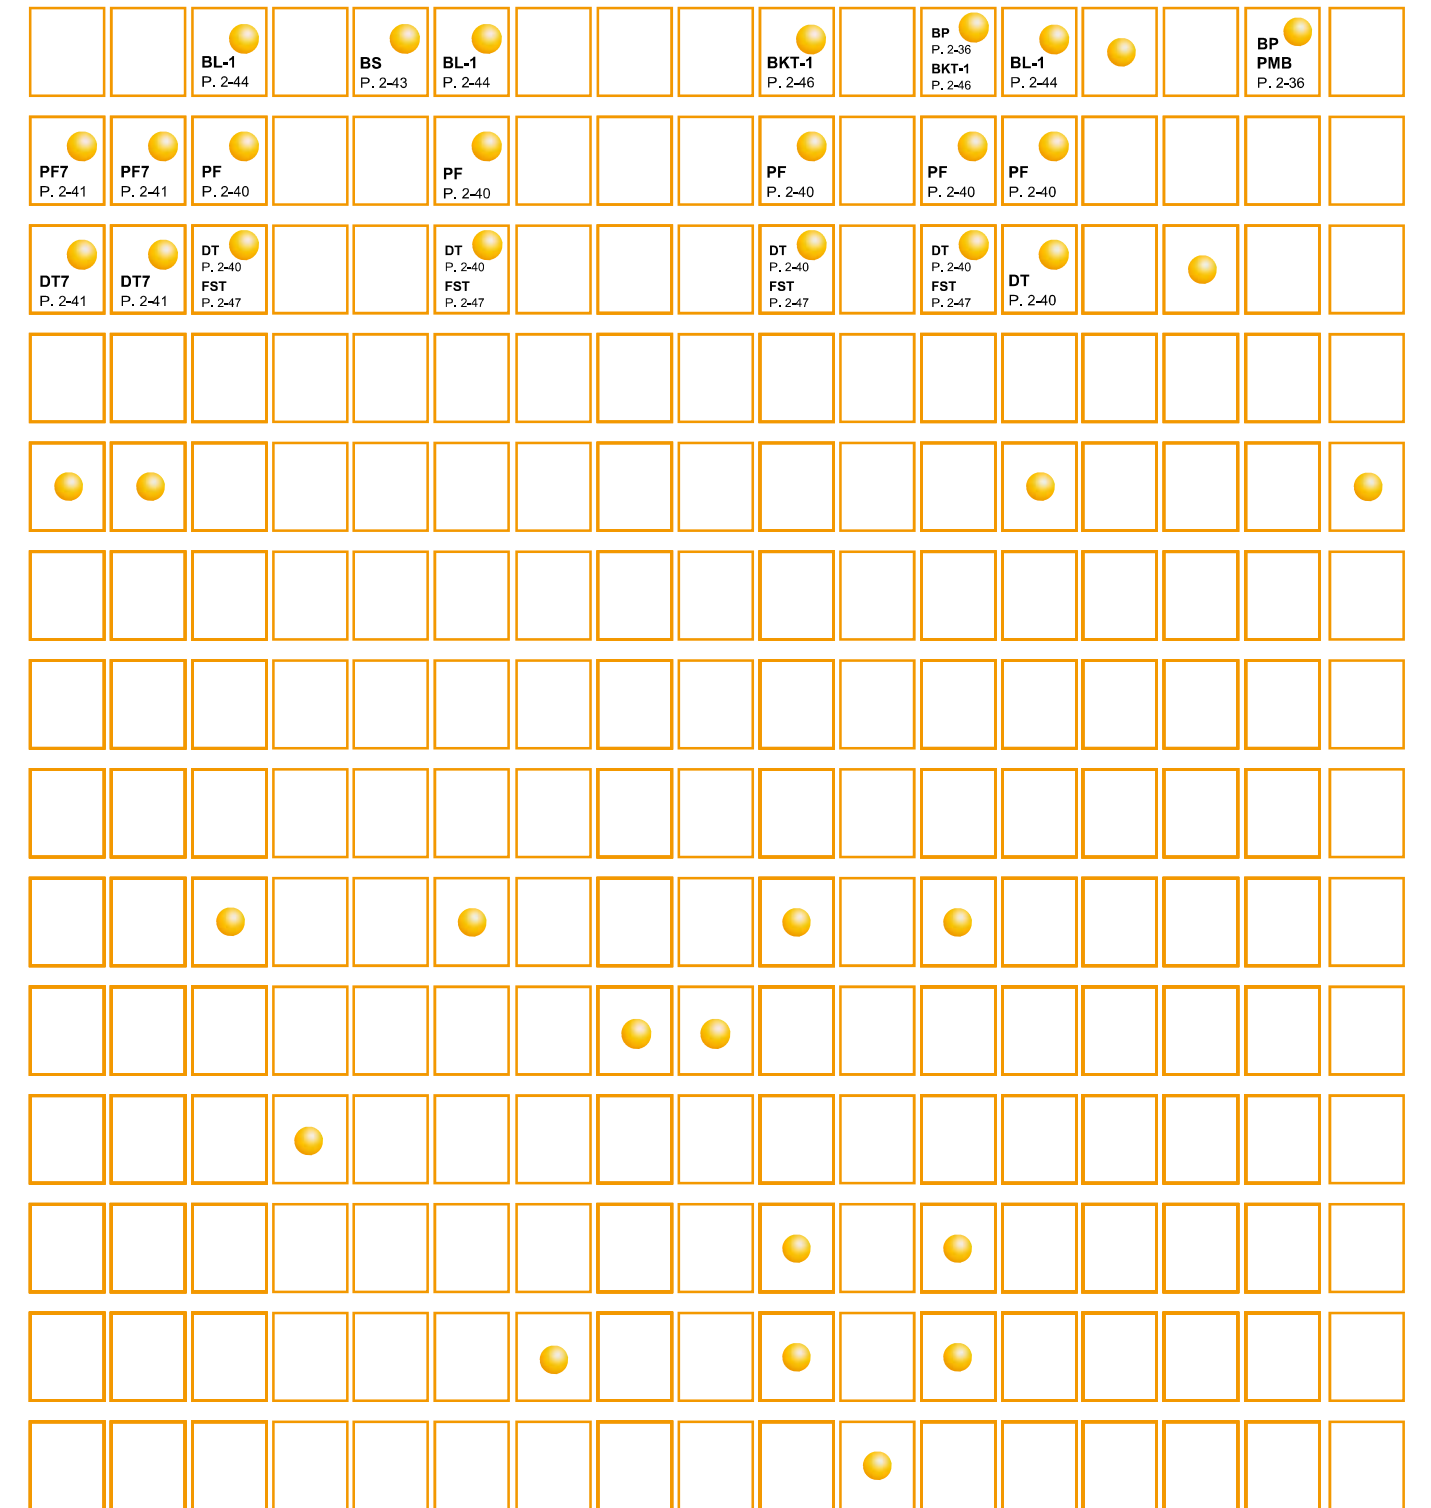 BL-1
P. 2-44
BS
P. 2-43
BL-1
P. 2-44
BKT-1
P. 2-46
BP
P. 2-36
BKT-1
P. 2-46
BL-1
P. 2-44
BP
PMB
P. 2-36
PF7
P. 2-41
PF7
P. 2-41
PF
P. 2-40
PF
P. 2-40
PF
P. 2-40
PF
P. 2-40
PF
P. 2-40
DT7
P. 2-41
DT7
P. 2-41
DT
P. 2-40
FST
P. 2-47
DT
P. 2-40
FST
P. 2-47
DT
P. 2-40
FST
P. 2-47
DT
P. 2-40
FST
P. 2-47
DT
P. 2-40